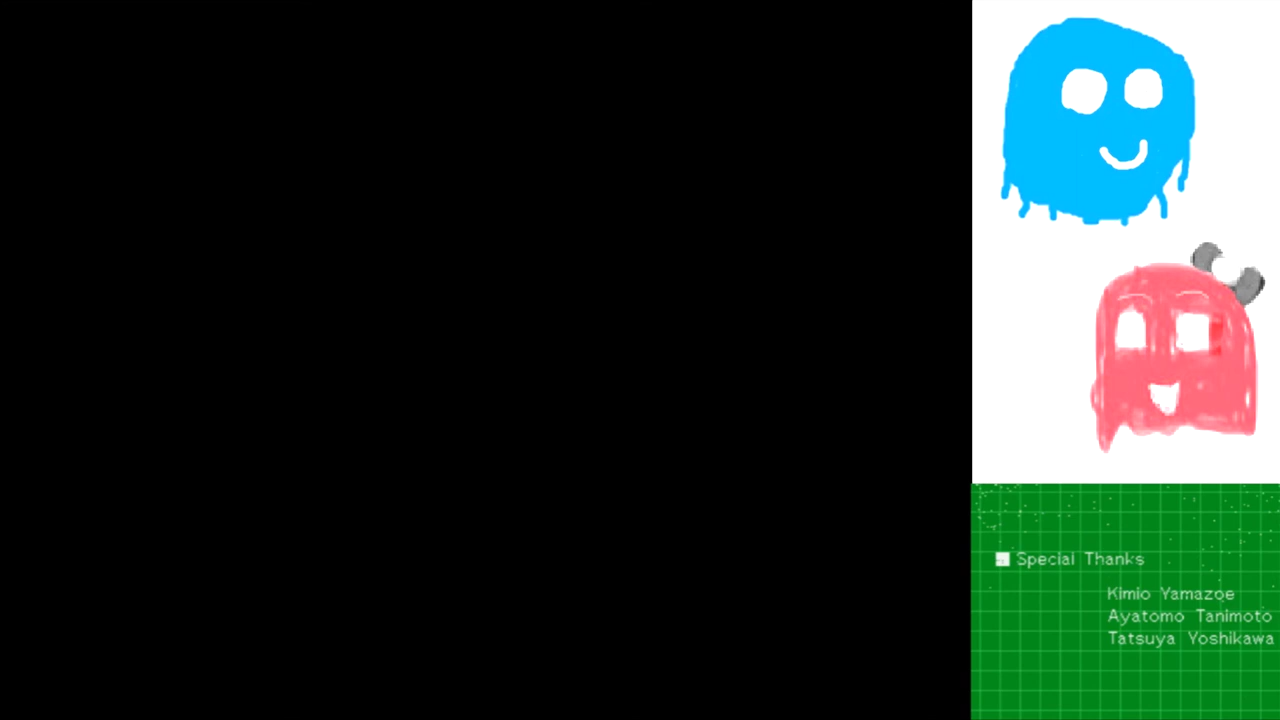 Special Thanks
Kimio Yamazoe
Ayatomo Tanimoto
Tatsuya Yoshikawa